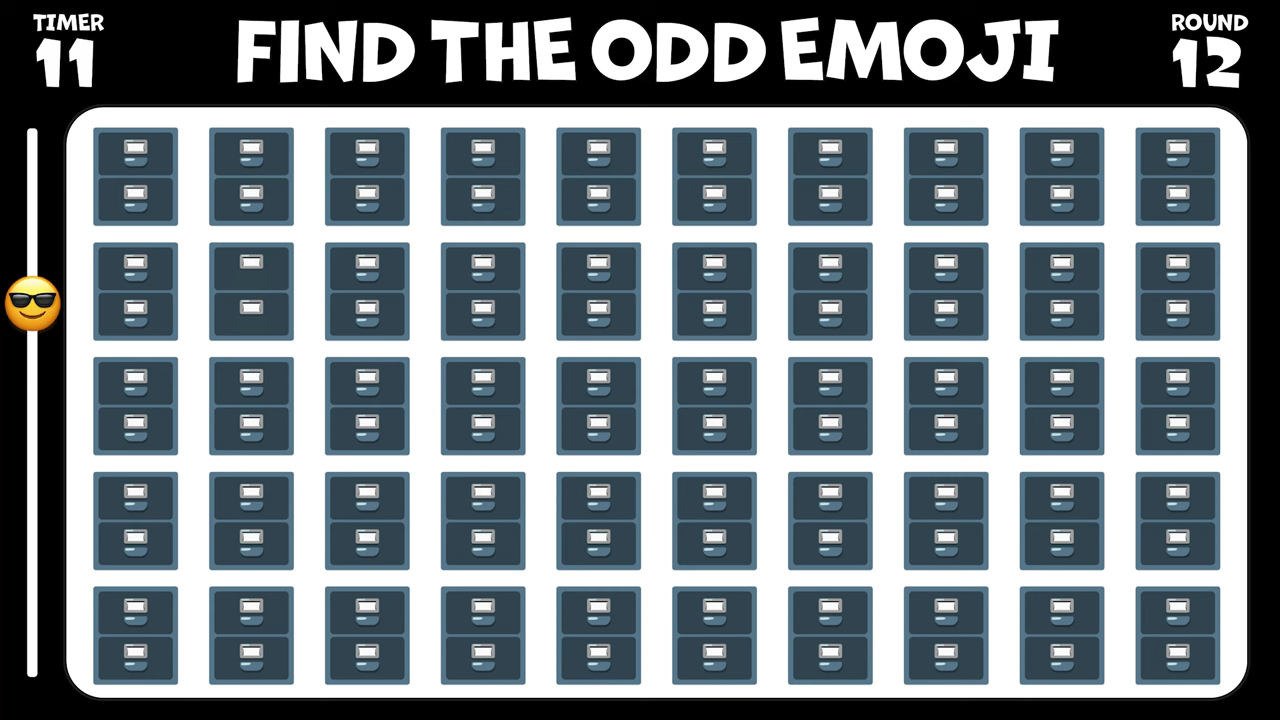 TIMER
11
FIND THE ODD EMOJI
ROUND
12